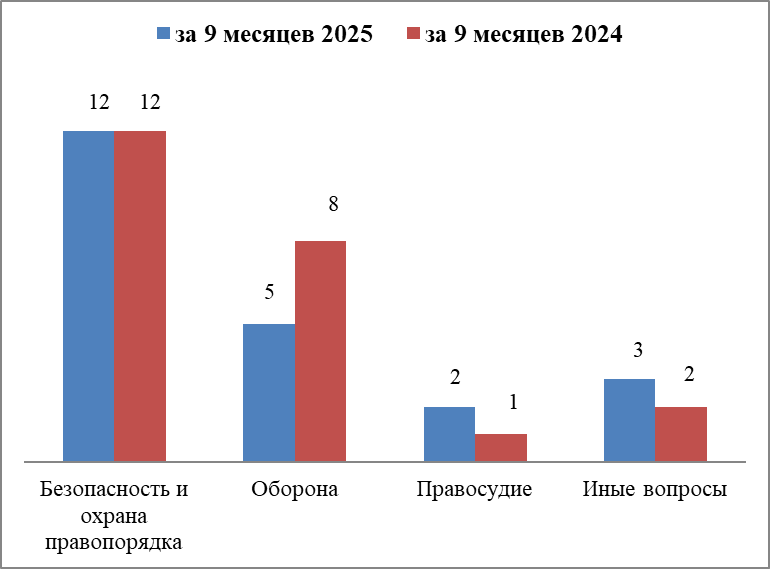 за 9 месяцев 2025 за 9 месяцев 2024
12 12
8
5
3
2 2
1
Безопасность и охрана правопорядка
Оборона
Правосудие
Иные вопросы